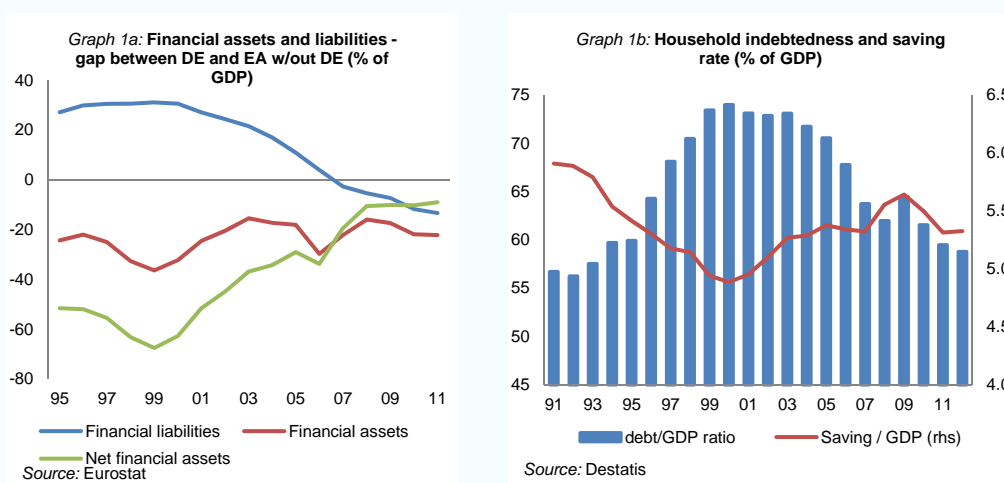 Graph 1a: Financial assets and liabilities -
gap between DE and EA w/out DE (% of
GDP)
40
20
0
-20
-40
-60
-80
95 97 99 01 03 05 07 09 11
Financial liabilities Financial assets
Net financial assets
Source: Eurostat
Graph 1b: Household indebtedness and saving
rate (% of GDP)
75 6.5
70 6.0
65 5.5
60
55 5.0
50 4.5
45 4.0
91 93 95 97 99 01 03 05 07 09 11
debt/GDP ratio Saving / GDP (rhs)
Source: Destatis